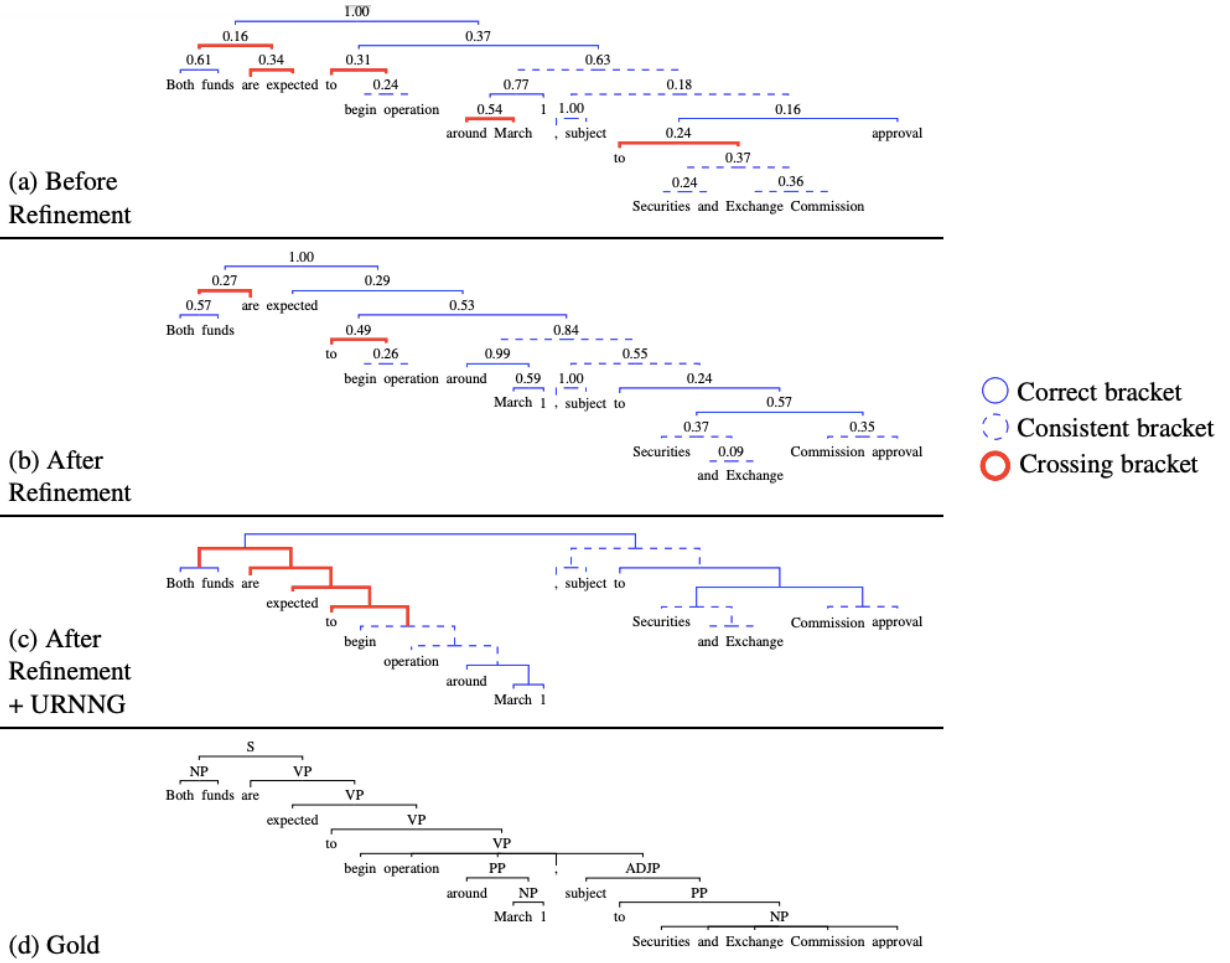 1.00
0.16 0.37
0.61 0.34 0.31 0.63
Both funds are expected to 0.24 0.77 0.18
begin operation 0.54 1 1.00 0.16
around March , subject 0.24 approval
to 0.37
(a) Before 0.24 0.36
Refinement Securities and Exchange Commission
1.00
0.27 0.29
0.57 are expected 0.53
Both funds 0.49 0.84
to 0.26 0.99 0.55
begin operation around 0.59 1.00 0.24
March 1 , subject to 0.57
0.37 0.35
(b) After Securities 0.09 Commission approval
Refinement and Exchange
Correct bracket
Consistent bracket
Crossing bracket
Both funds are , subject to
expected
to Securities Commission approval
(c) After begin and Exchange
Refinement operation
around
+ URNNG March 1
S
NP VP
Both funds are VP
expected VP
to VP
begin operation PP , ADJP
around NP subject PP
March 1 to NP
(d) Gold Securities and Exchange Commission approval